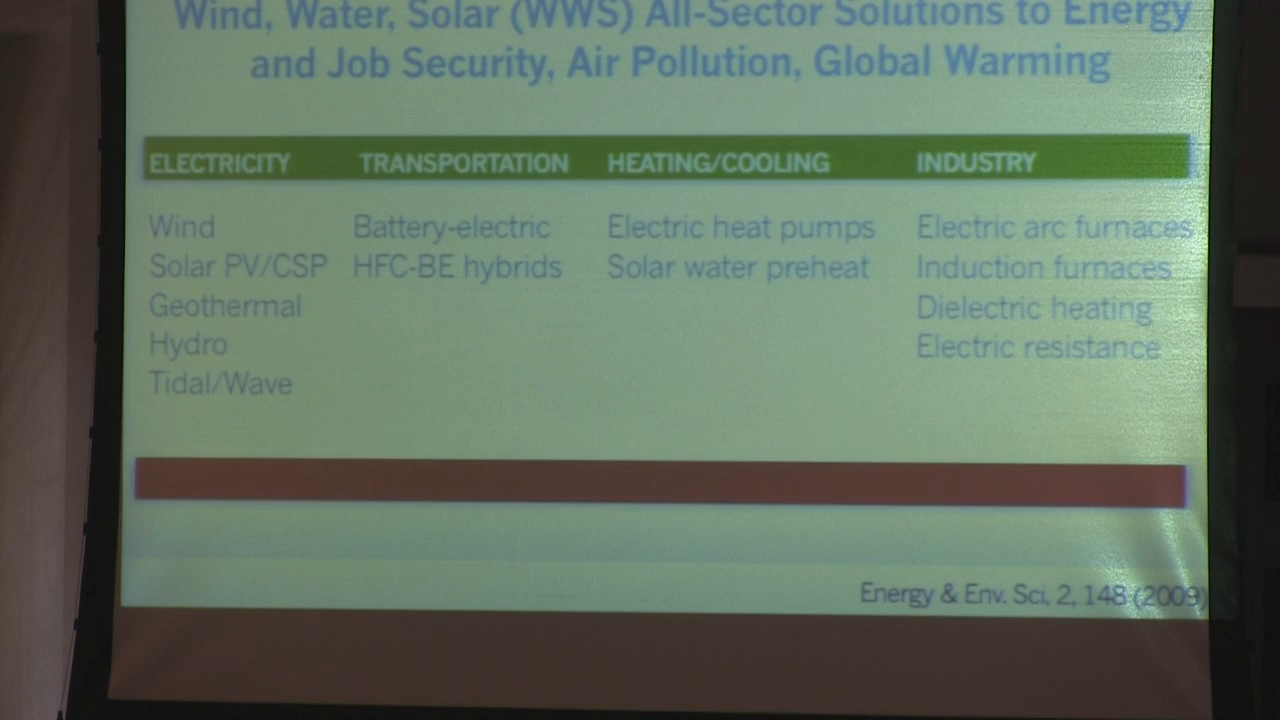 Wind, Water, Solar (WWS) All-Sector Solutions to Energy
and Job Security, Air Pollution, Global Warming
ELECTRICITY TRANSPORTATION HEATING/COOLING INDUSTRY
Wind Battery-electric Electric heat pumps Electric arc furnaces
Solar PV/CSP HFC-BE hybrids Solar water preheat Induction furnaces
Geothermal Dielectric heating
Hydro Electric resistance
Tidal/Wave
Energy & Env. Sci, 2, 148 (2009)